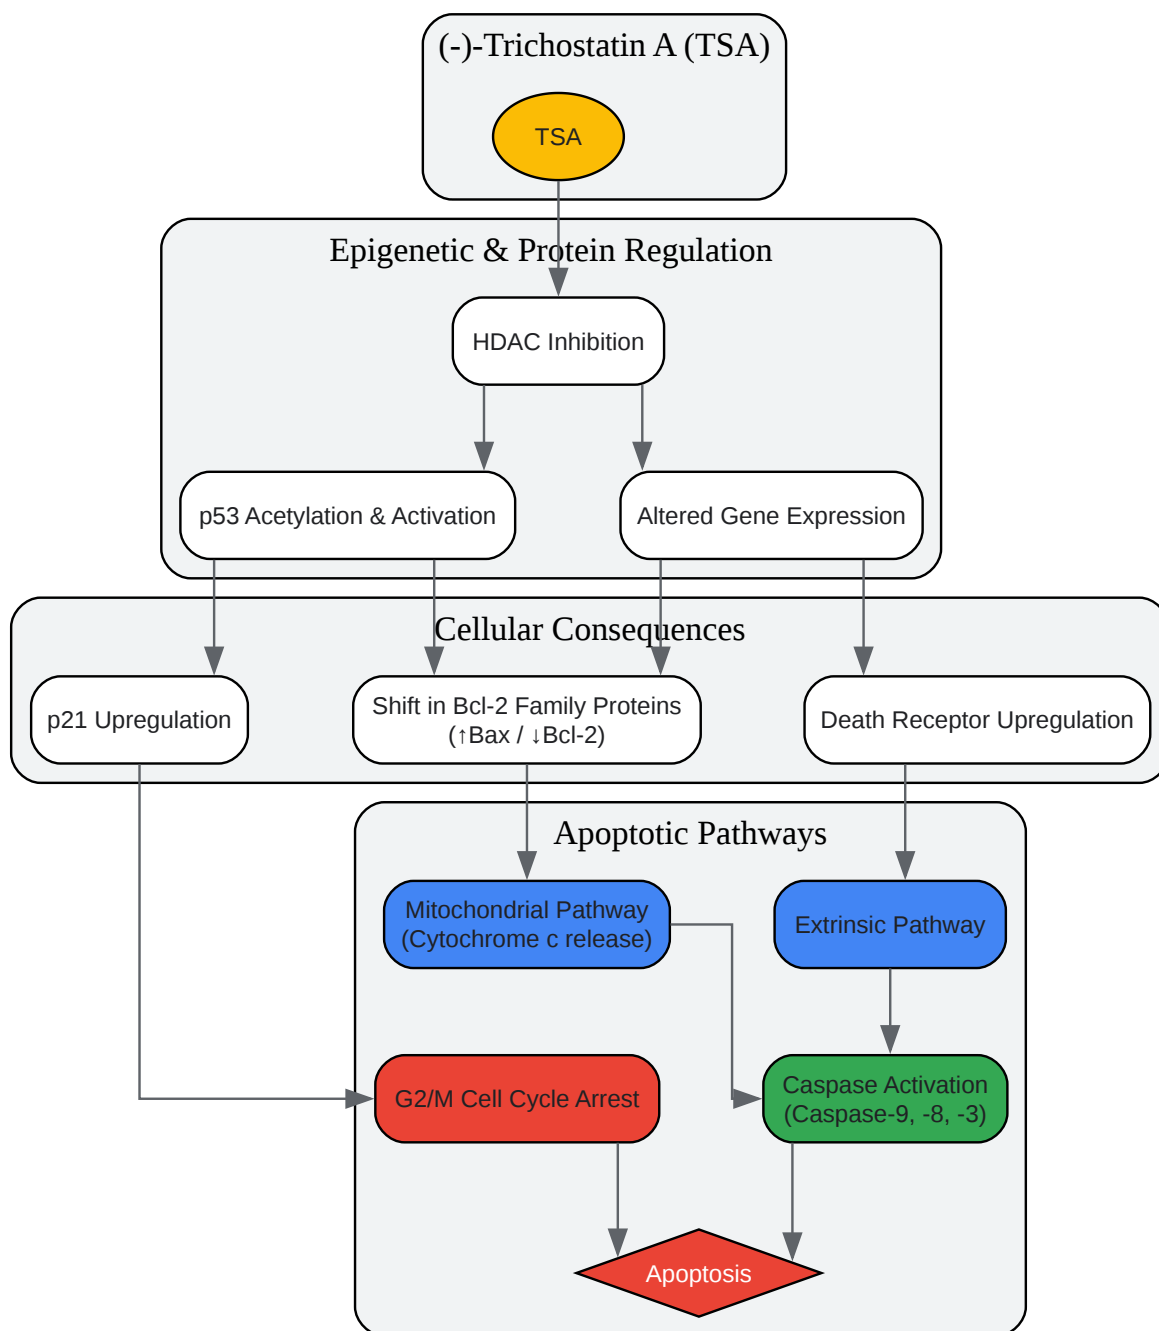 (-)-Trichostatin A (TSA)
TSA
Epigenetic & Protein Regulation
HDAC Inhibition
p53 Acetylation & Activation
Altered Gene Expression
Cellular Consequences
p21 Upregulation
Shift in Bcl-2 Family Proteins
(↑Bax / ↓Bcl-2)
Death Receptor Upregulation
Apoptotic Pathways
Mitochondrial Pathway
(Cytochrome c release)
Extrinsic Pathway
G2/M Cell Cycle Arrest
Caspase Activation
(Caspase-9, -8, -3)
Apoptosis